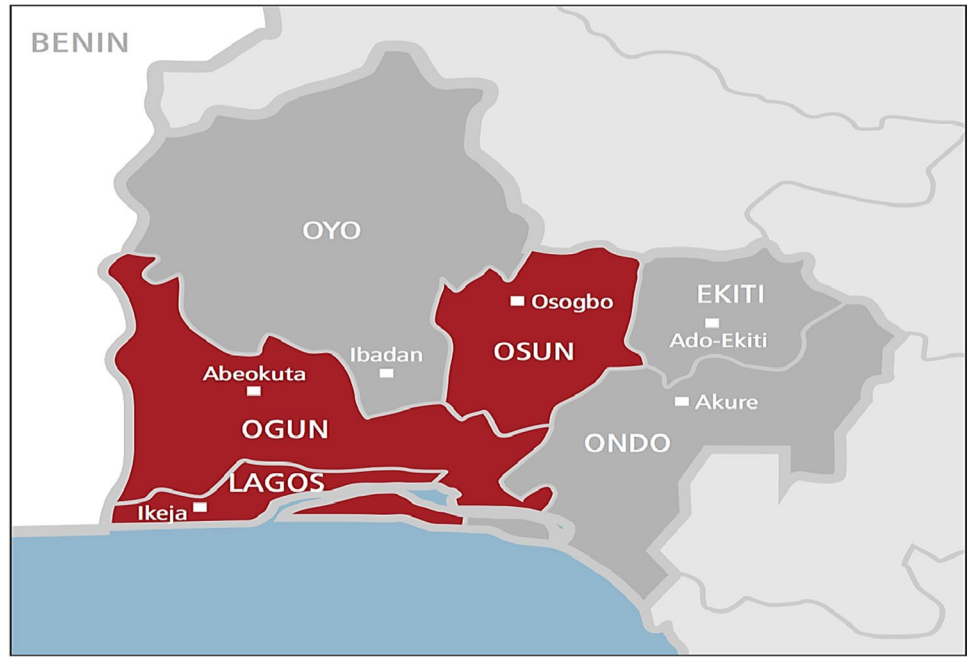 BENIN
OYO
EKITI
Osogbo
Ado-Ekiti
OSUN
Ibadan
Abeokuta
Akure
OGUN
ONDO
LAGOS
Ikeja